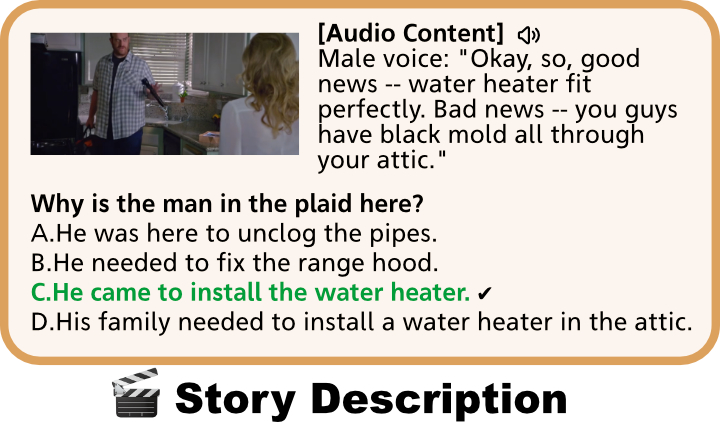 [Audio Content]
Male voice: "Okay, so, good
news -- water heater fit
perfectly. Bad news -- you guys
have black mold all through
your attic."
Why is the man in the plaid here?
A.He was here to unclog the pipes.
B.He needed to fix the range hood.
C.He came to install the water heater. ✔
D.His family needed to install a water heater in the attic.
Story Description